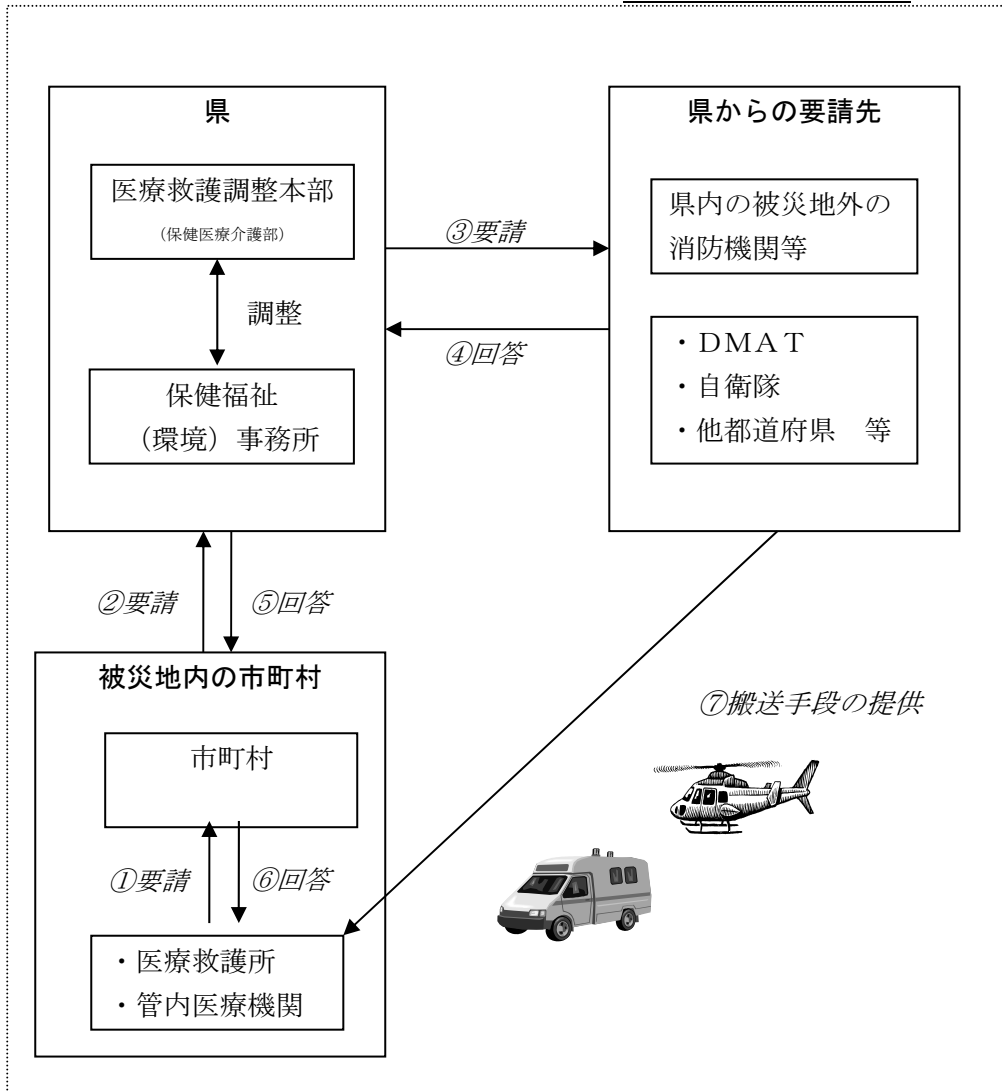 県
医療救護調整本部
（保健医療介護部）
調整
保健福祉
（環境）事務所
③要請
④回答
県からの要請先
県内の被災地外の
消防機関等
・ＤＭＡＴ
・自衛隊
・他都道府県　等
②要請
⑤回答
被災地内の市町村
市町村
①要請
⑥回答
・医療救護所
・管内医療機関
⑦搬送手段の提供